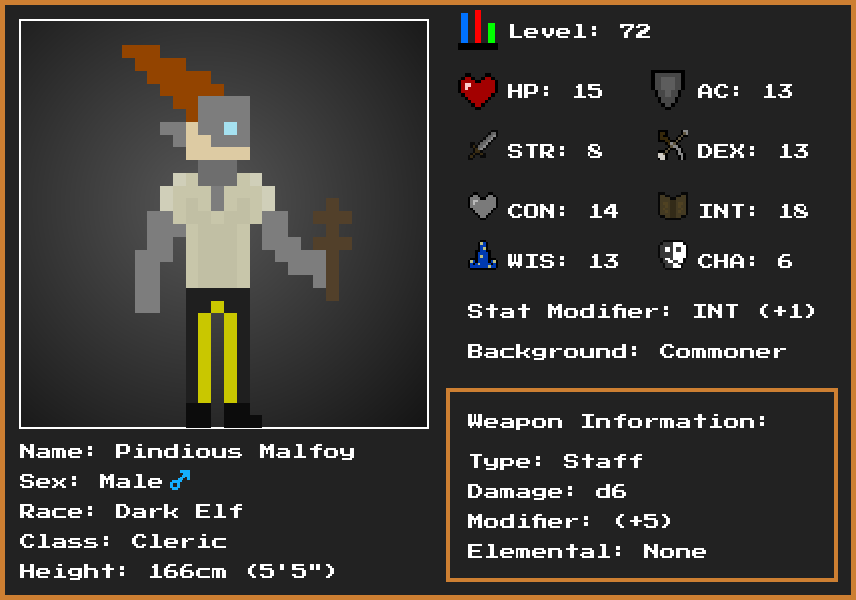 Level: 72
HP: 15
AC: 13
STR: 8
DEX: 13
CON: 14
INT: 18
WIS: 13
CHA: 6
Stat Modifier: INT (+1)
Background: Commoner
Weapon Information:
Type: Staff
Damage: d6
Modifier: (+5)
Elemental: None
Name: Pindious Malfoy
Sex: Male ♂
Race: Dark Elf
Class: Cleric
Height: 166cm (5'5")